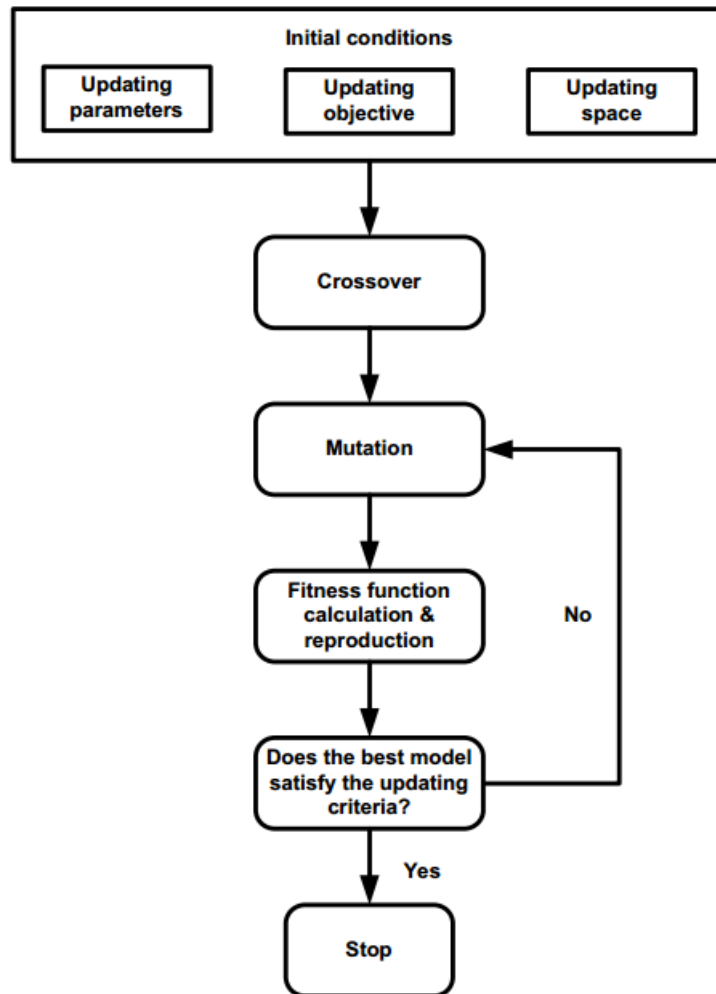 Initial conditions
Updating
parameters
Updating
objective
Updating
space
Crossover
Mutation
Fitness function
calculation &
reproduction
No
Does the best model
satisfy the updating
criteria?
Yes
Stop